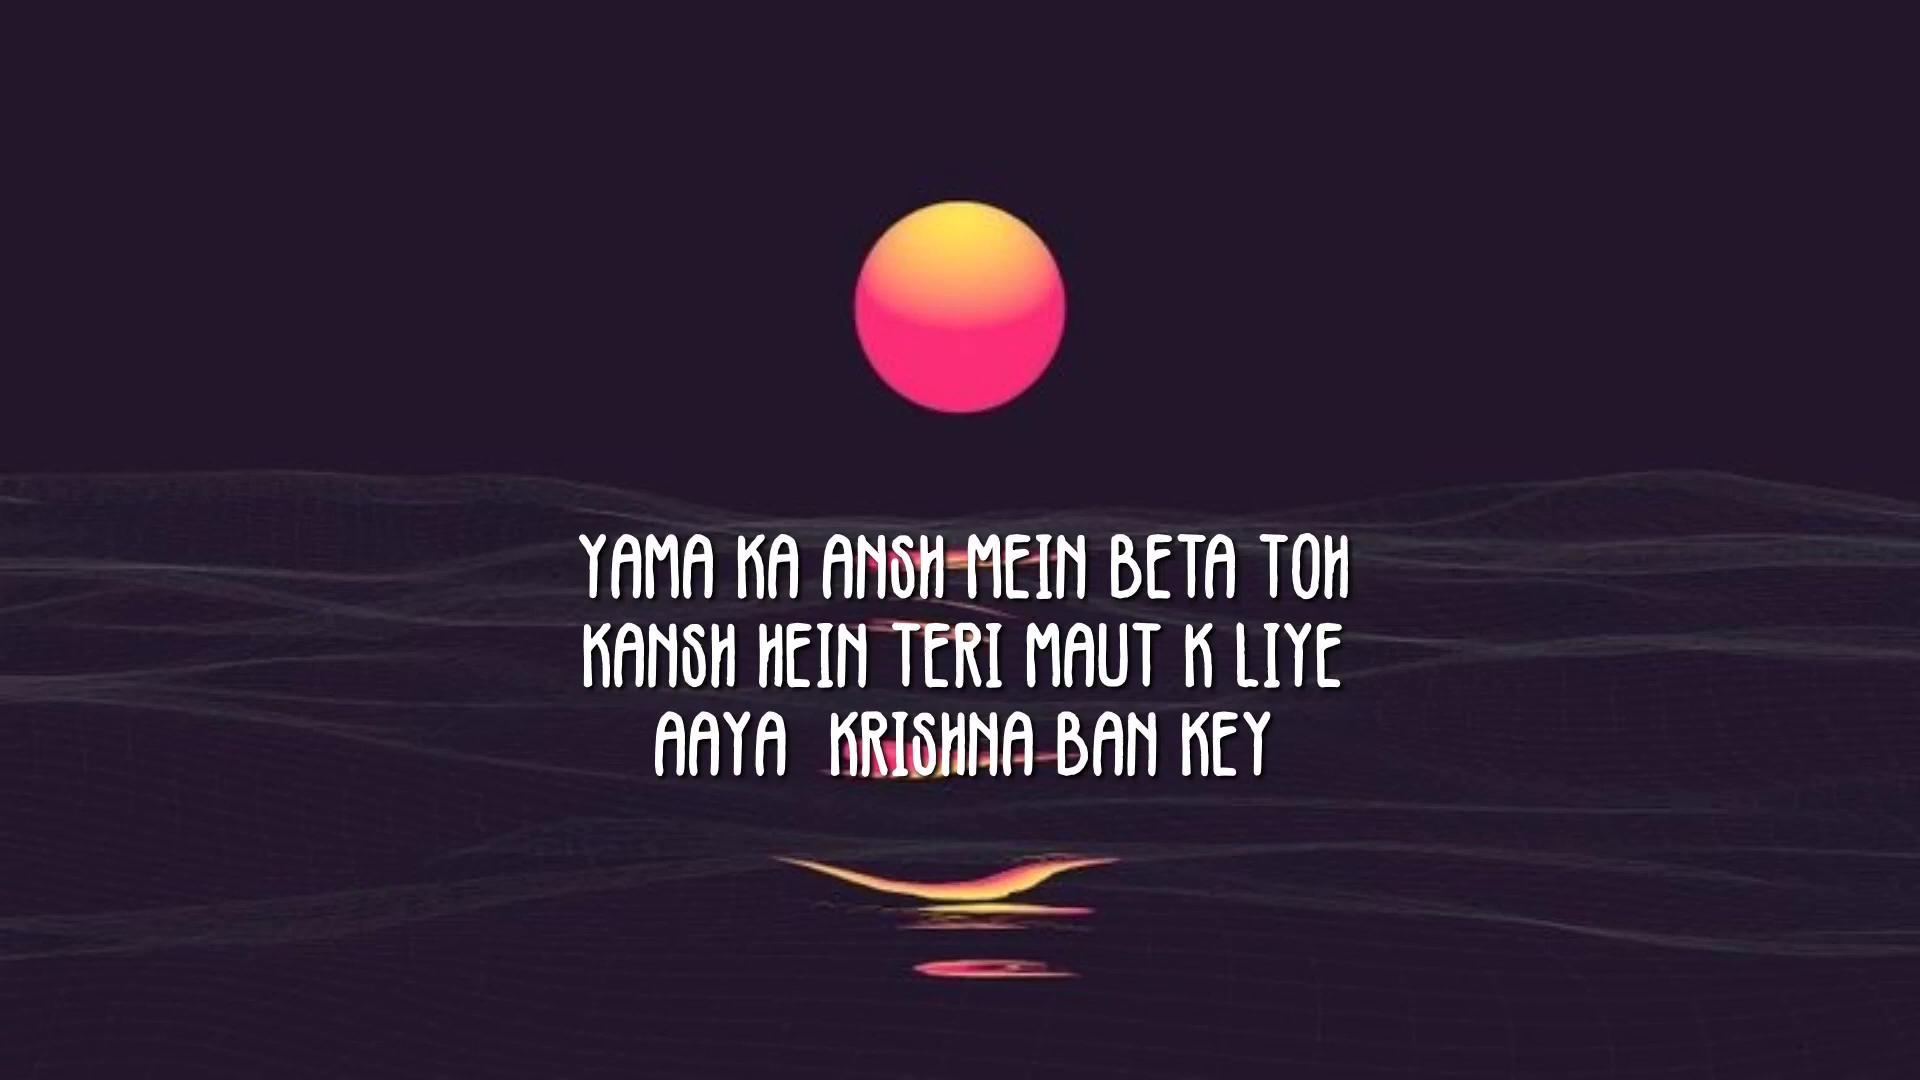 YAMA KA ANSH MEIN BETA TOH
KANSH HEIN TERI MAUT K LIYE
AAYA  KRISHNA BAN KEY